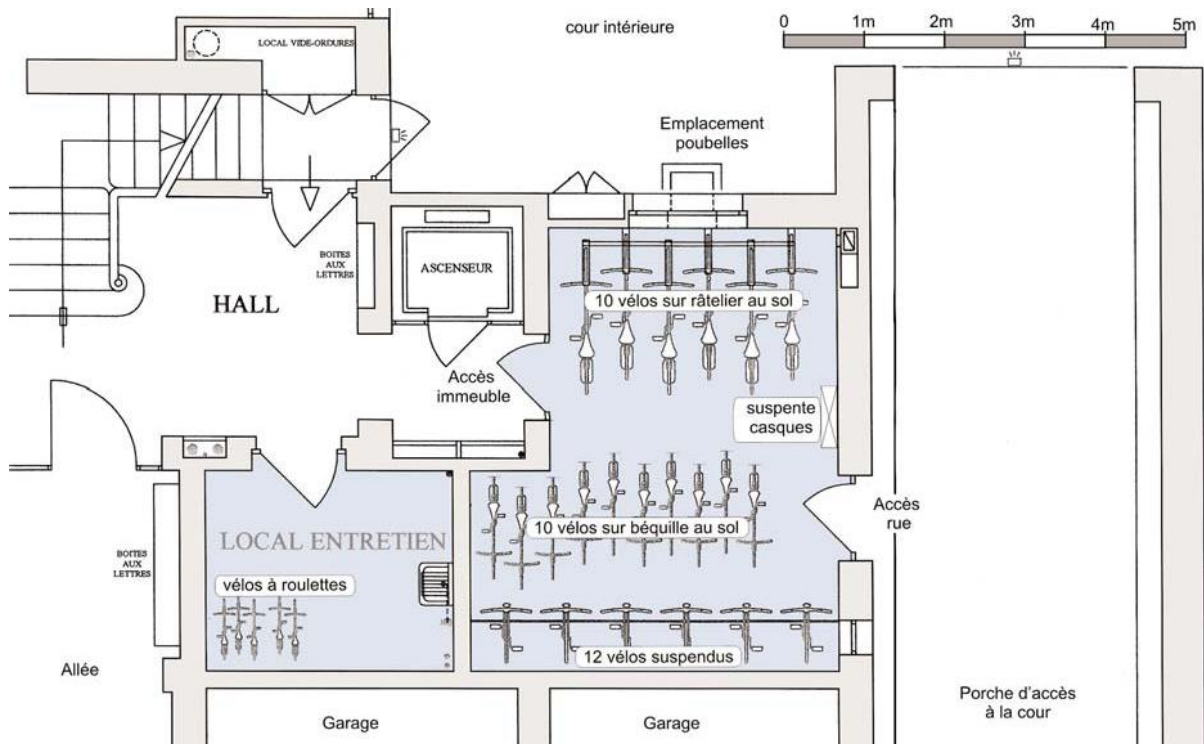 cour intérieure
0 1m 2m 3m 4m 5m
LOCAL VIDE-ORDURES
Emplacement
poubelles
BOITES
AUX
LETTRES
ASCENSEUR
HALL
10 vélos sur râtelier au sol
Accès
immeuble
suspente
casques
Accès
rue
10 vélos sur béquille au sol
LOCAL ENTRETIEN
BOITES
AUX
LETTRES
vélos à roulettes
12 vélos suspendus
Allée
Garage
Garage
Porche d'accès
à la cour